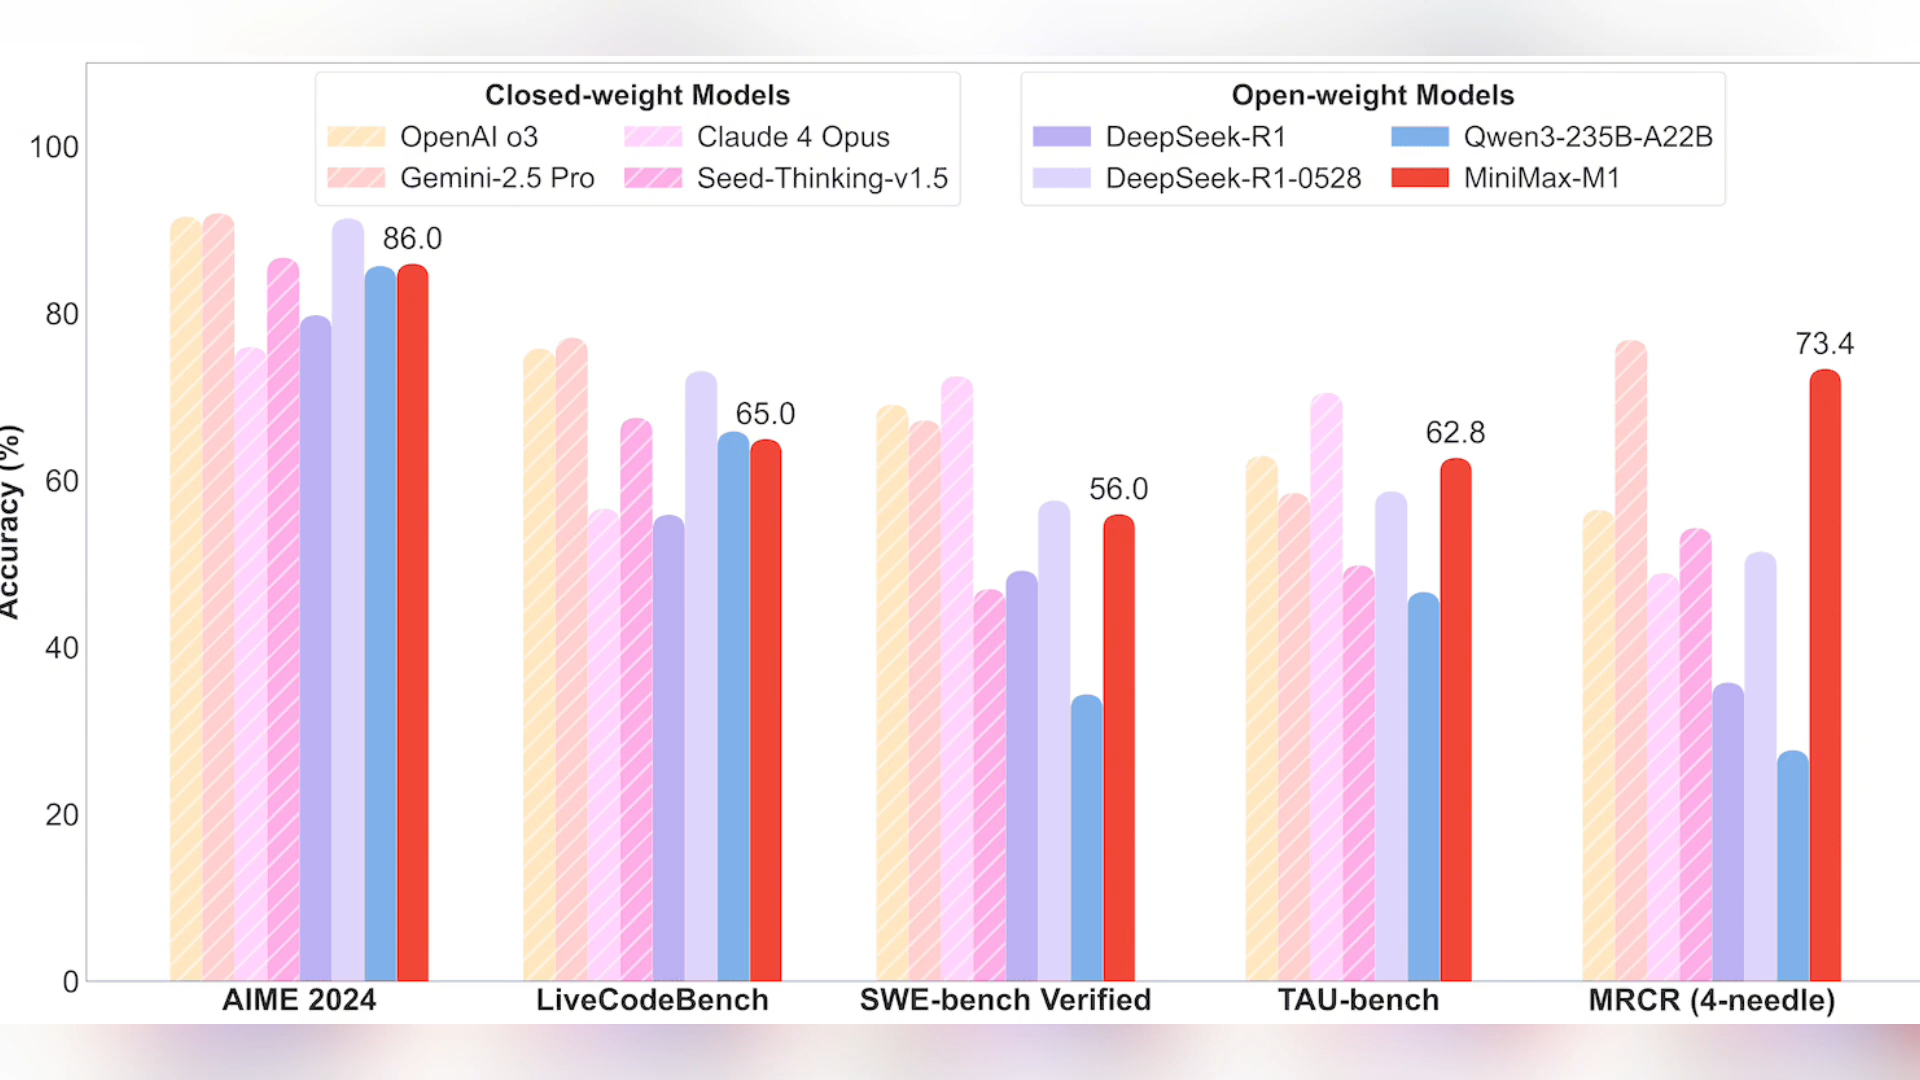 Closed-weight Models
OpenAI o3
Claude 4 Opus
Gemini-2.5 Pro
Seed-Thinking-v1.5
Open-weight Models
DeepSeek-R1
Qwen3-235B-A22B
DeepSeek-R1-0528
MiniMax-M1
Accuracy (%)
100
80
60
40
20
0
86.0
65.0
56.0
62.8
73.4
AIME 2024
LiveCodeBench
SWE-bench Verified
TAU-bench
MRCR (4-needle)